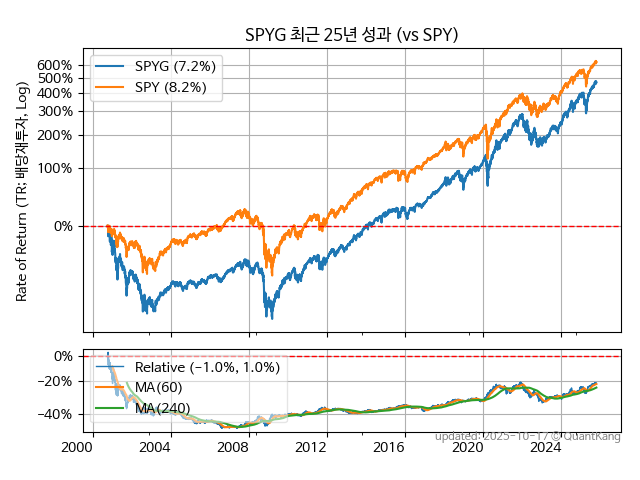 SPYG 최근 25년 성과 (vs SPY)
Rate of Return (TR: 배당재투자, Log)
600%
500%
400%
300%
200%
100%
0%
SPYG (7.2%)
SPY (8.2%)
0%
−20%
−40%
Relative (−1.0%, 1.0%)
MA(60)
MA(240)
2000 2004 2008 2012 2016 2020 2024
updated: 2025-10-17 © QuantKang